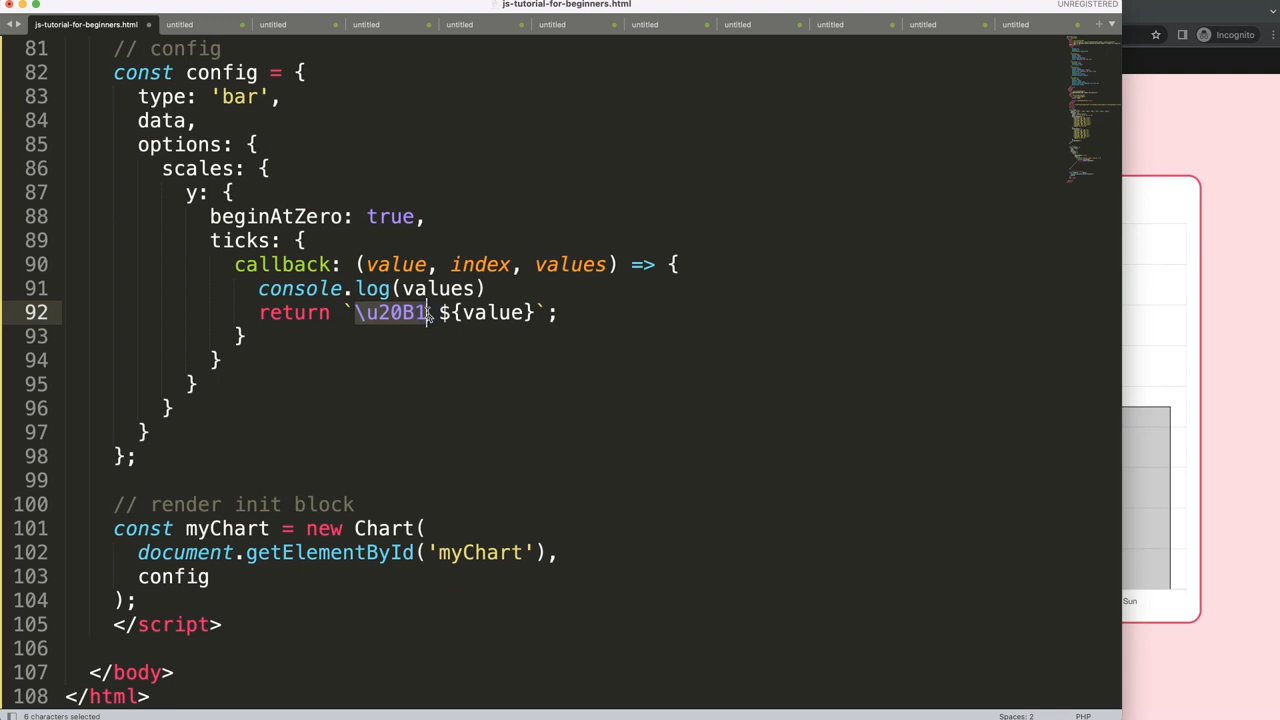 js-tutorial-for-beginners.html
UNREGISTERED
js-tutorial-for-beginners.html untitled untitled untitled untitled untitled untitled untitled untitled untitled untitled
Incognito
81 // config
82 const config = {
83 type: 'bar',
84 data,
85 options: {
86 scales: {
87 y: {
88 beginAtZero: true,
89 ticks: {
90 callback: (value, index, values) => {
91 console.log(values)
92 return `\u20B1 ${value}`;
93 }
94 }
95 }
96 }
97 }
98 };
99
100 // render init block
101 const myChart = new Chart(
102 document.getElementById('myChart'),
103 config
104 );
105 </script>
106
107 </body>
108 </html>
Sun
6 characters selected
Spaces: 2
PHP